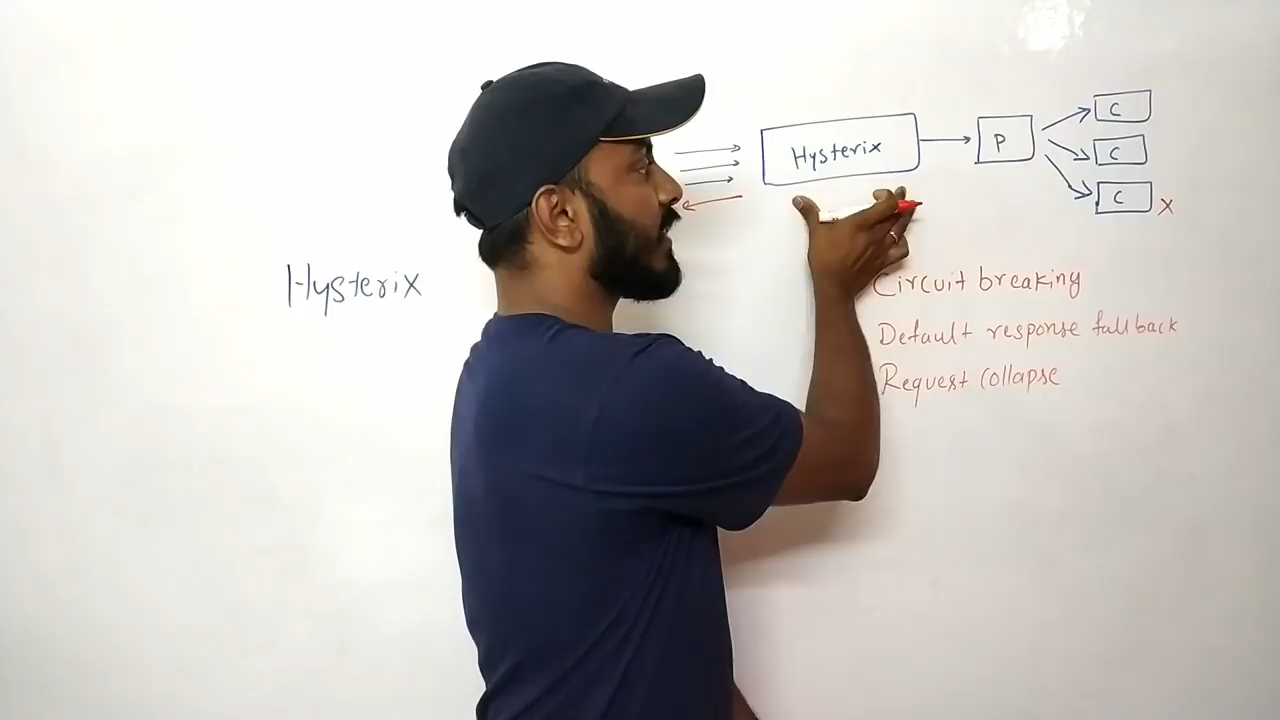 Hysterix
Hysterix
P
C
C
C
X
Circuit breaking
Default response fallback
Request collapse